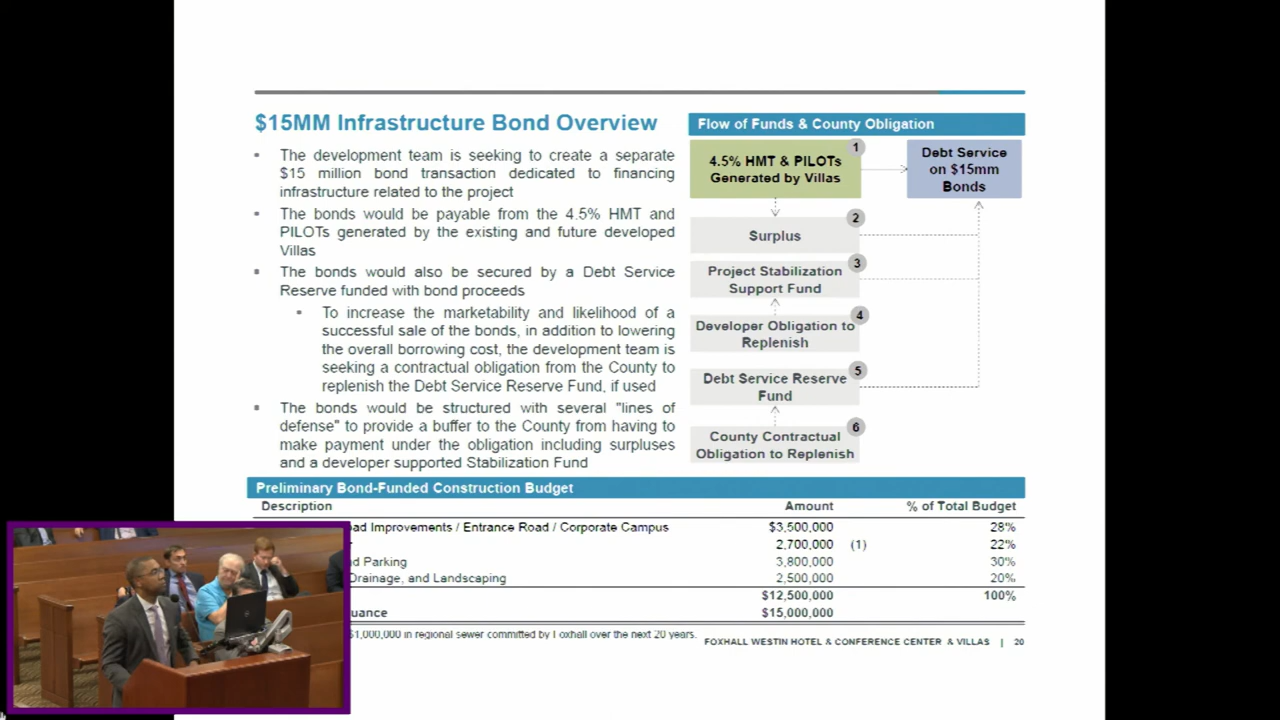 $15MM Infrastructure Bond Overview
▪ The development team is seeking to create a separate
$15 million bond transaction dedicated to financing
infrastructure related to the project
▪ The bonds would be payable from the 4.5% HMT and
PILOTs generated by the existing and future developed
Villas
▪ The bonds would also be secured by a Debt Service
Reserve funded with bond proceeds
▪ To increase the marketability and likelihood of a
successful sale of the bonds, in addition to lowering
the overall borrowing cost, the development team is
seeking a contractual obligation from the County to
replenish the Debt Service Reserve Fund, if used
▪ The bonds would be structured with several "lines of
defense" to provide a buffer to the County from having to
make payment under the obligation including surpluses
and a developer supported Stabilization Fund
Flow of Funds & County Obligation
4.5% HMT & PILOTs
Generated by Villas
1
Debt Service
on $15mm
Bonds
Surplus
2
Project Stabilization
Support Fund
3
Developer Obligation to
Replenish
4
Debt Service Reserve
Fund
5
County Contractual
Obligation to Replenish
6
Preliminary Bond-Funded Construction Budget
Description Amount % of Total Budget
Improvements / Entrance Road / Corporate Campus $3,500,000 28%
2,700,000 (1) 22%
Parking 3,800,000 30%
Drainage, and Landscaping 2,500,000 20%
$12,500,000 100%
$15,000,000
$1,000,000 in regional sewer committed by Foxhall over the next 20 years.
FOXHALL WESTIN HOTEL & CONFERENCE CENTER & VILLAS | 20